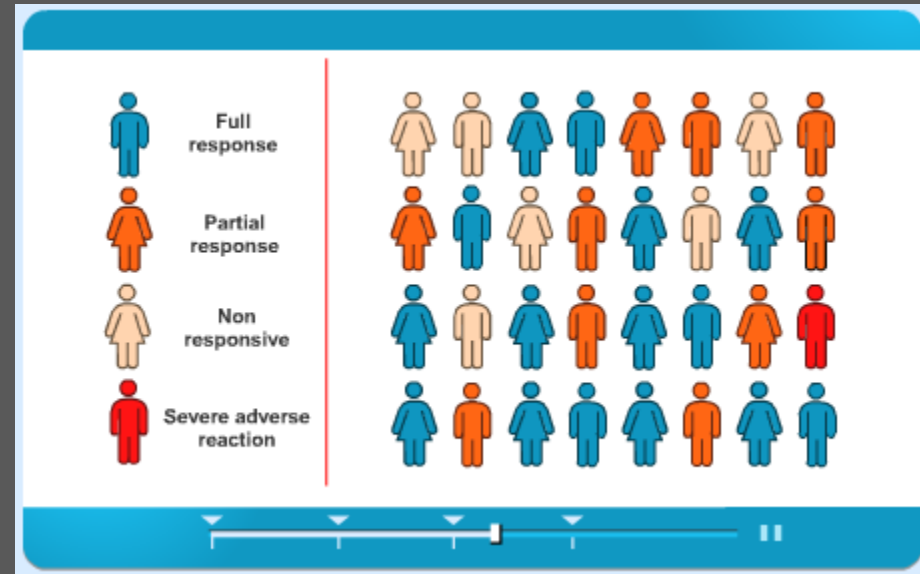 Full
response
Partial
response
Non
responsive
Severe adverse
reaction